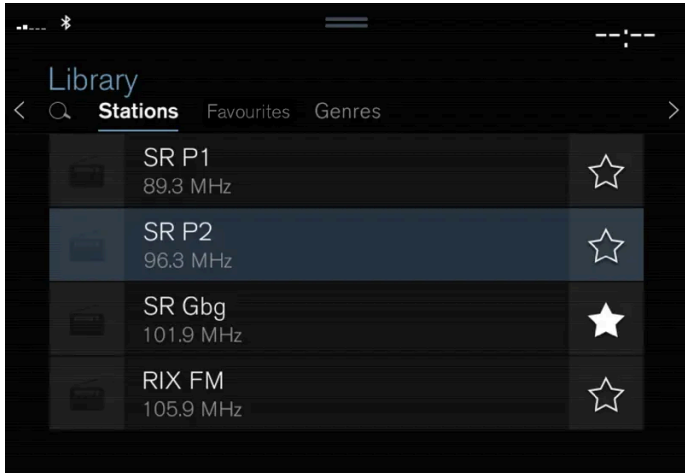 --:--
Library
Stations Favourites Genres
SR P1
89.3 MHz
SR P2
96.3 MHz
SR Gbg
101.9 MHz
RIX FM
105.9 MHz